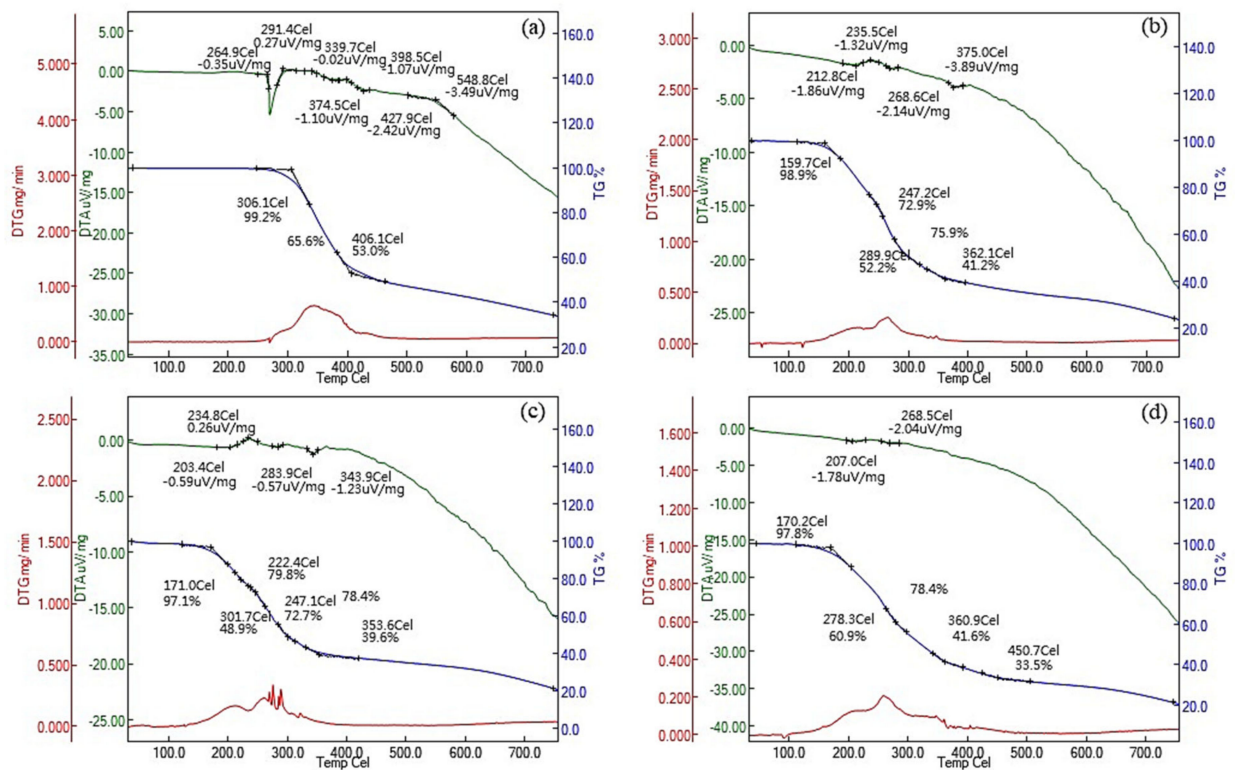 (a)
5.00
0.00
-5.00
-10.00
-15.00
-20.00
-25.00
-30.00
-35.00
5.000
4.000
3.000
2.000
1.000
0.000
DTG mg/min
DTA uV/mg
160.0
140.0
120.0
100.0
80.0
60.0
40.0
20.0
TG %
264.9Cel
-0.35uV/mg
291.4Cel
0.27uV/mg
339.7Cel
-0.02uV/mg
398.5Cel
-1.07uV/mg
548.8Cel
-3.49uV/mg
374.5Cel
-1.10uV/mg
427.9Cel
-2.42uV/mg
306.1Cel
99.2%
65.6%
406.1Cel
53.0%
100.0 200.0 300.0 400.0 500.0 600.0 700.0
Temp Cel
(b)
3.000
2.500
2.000
1.500
1.000
0.500
0.000
DTG mg/min
0.00
-5.00
-10.00
-15.00
-20.00
-25.00
DTA uV/mg
140.0
120.0
100.0
80.0
60.0
40.0
20.0
TG %
235.5Cel
-1.32uV/mg
375.0Cel
-3.89uV/mg
212.8Cel
-1.86uV/mg
268.6Cel
-2.14uV/mg
159.7Cel
98.9%
247.2Cel
72.9%
75.9%
289.9Cel
52.2%
362.1Cel
41.2%
100.0 200.0 300.0 400.0 500.0 600.0 700.0
Temp Cel
(c)
2.500
2.000
1.500
1.000
0.500
0.000
DTG mg/min
0.00
-5.00
-10.00
-15.00
-20.00
-25.00
DTA uV/mg
160.0
140.0
120.0
100.0
80.0
60.0
40.0
20.0
0.0
TG %
234.8Cel
0.26uV/mg
203.4Cel
-0.59uV/mg
283.9Cel
-0.57uV/mg
343.9Cel
-1.23uV/mg
222.4Cel
79.8%
171.0Cel
97.1%
78.4%
247.1Cel
72.7%
301.7Cel
48.9%
353.6Cel
39.6%
100.0 200.0 300.0 400.0 500.0 600.0 700.0
Temp Cel
(d)
1.600
1.400
1.200
1.000
0.800
0.600
0.400
0.200
0.000
DTG mg/min
0.00
-5.00
-10.00
-15.00
-20.00
-25.00
-30.00
-35.00
-40.00
DTA uV/mg
160.0
140.0
120.0
100.0
80.0
60.0
40.0
20.0
TG %
268.5Cel
-2.04uV/mg
207.0Cel
-1.78uV/mg
170.2Cel
97.8%
78.4%
278.3Cel
60.9%
360.9Cel
41.6%
450.7Cel
33.5%
100.0 200.0 300.0 400.0 500.0 600.0 700.0
Temp Cel